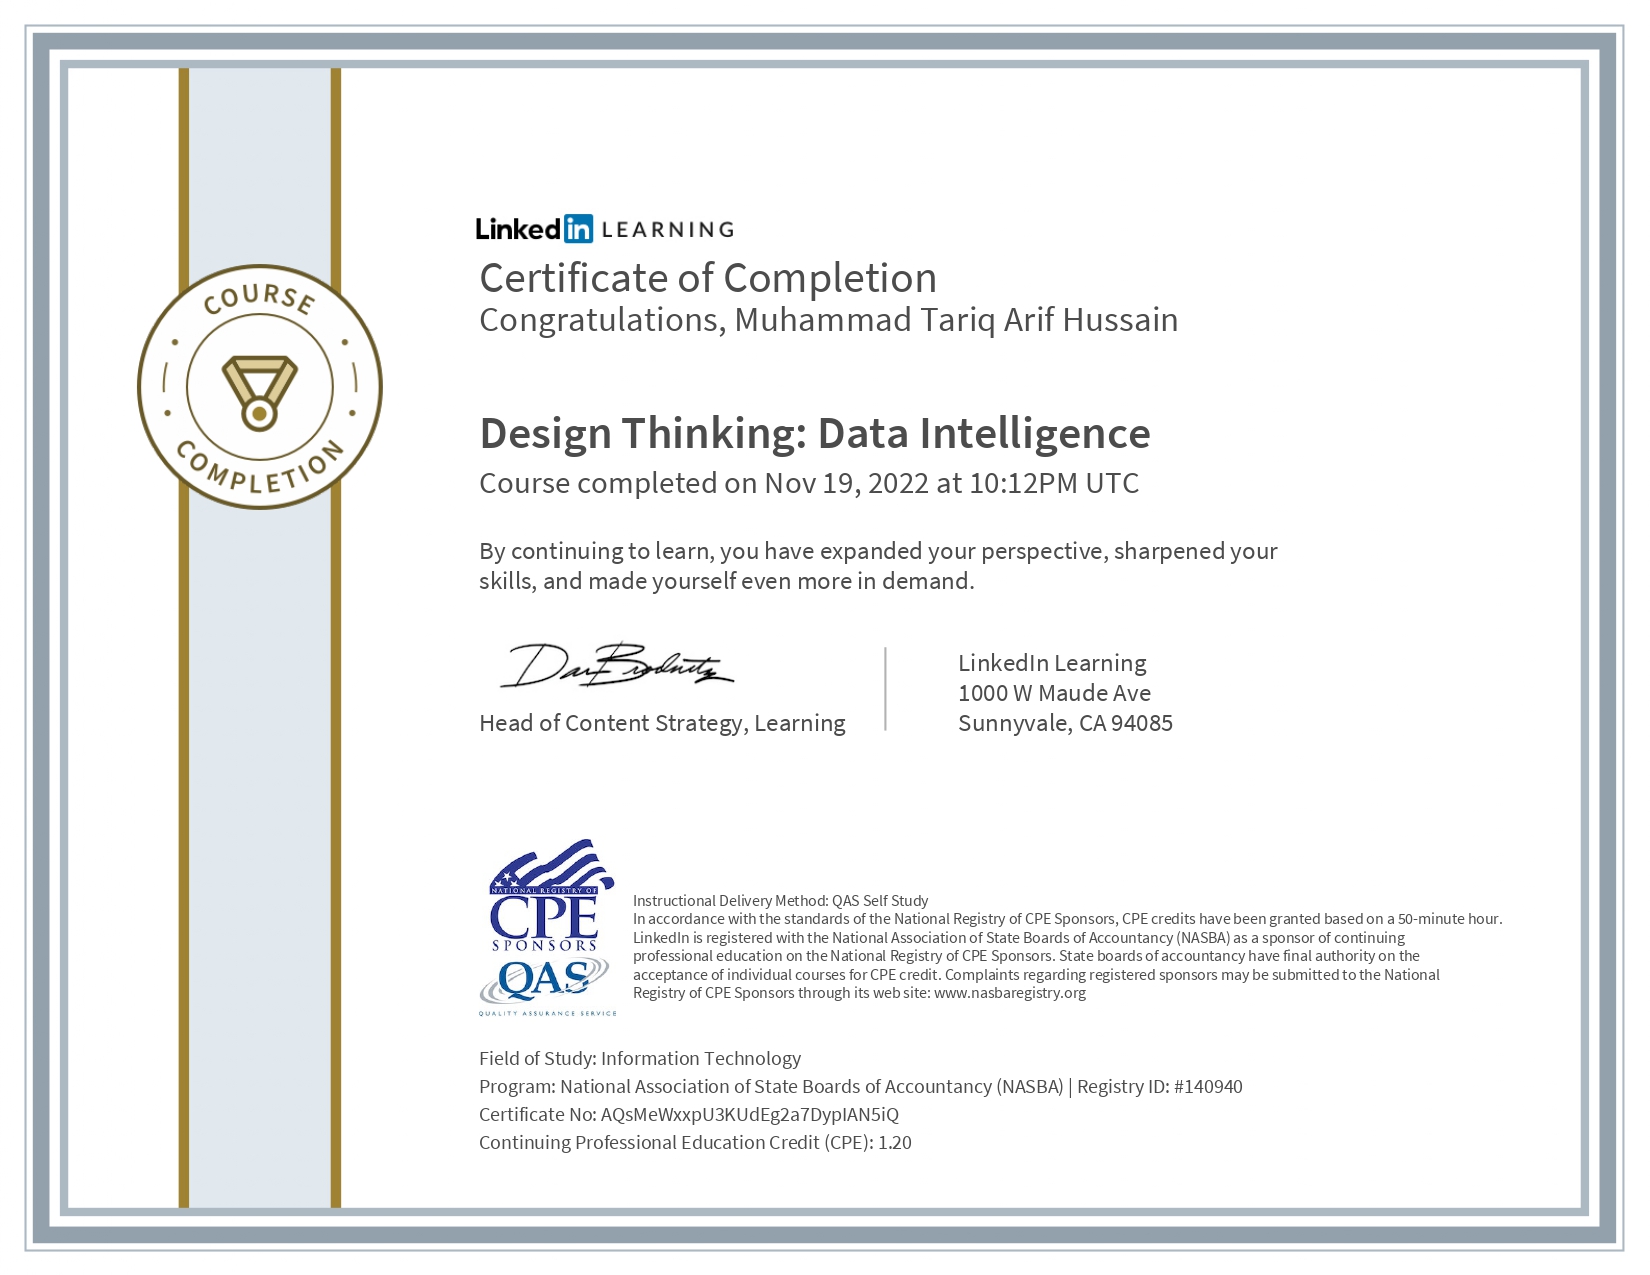 COURSE
COMPLETION
Linked in LEARNING
Certificate of Completion
Congratulations, Muhammad Tariq Arif Hussain
Design Thinking: Data Intelligence
Course completed on Nov 19, 2022 at 10:12PM UTC
By continuing to learn, you have expanded your perspective, sharpened your
skills, and made yourself even more in demand.
Head of Content Strategy, Learning
LinkedIn Learning
1000 W Maude Ave
Sunnyvale, CA 94085
NATIONAL REGISTRY OF
CPE
SPONSORS
QAS
QUALITY ASSURANCE SERVICE
Instructional Delivery Method: QAS Self Study
In accordance with the standards of the National Registry of CPE Sponsors, CPE credits have been granted based on a 50-minute hour.
LinkedIn is registered with the National Association of State Boards of Accountancy (NASBA) as a sponsor of continuing
professional education on the National Registry of CPE Sponsors. State boards of accountancy have final authority on the
acceptance of individual courses for CPE credit. Complaints regarding registered sponsors may be submitted to the National
Registry of CPE Sponsors through its web site: www.nasbaregistry.org
Field of Study: Information Technology
Program: National Association of State Boards of Accountancy (NASBA) | Registry ID: #140940
Certificate No: AQsMeWxxpU3KUdEg2a7DypIAN5iQ
Continuing Professional Education Credit (CPE): 1.20